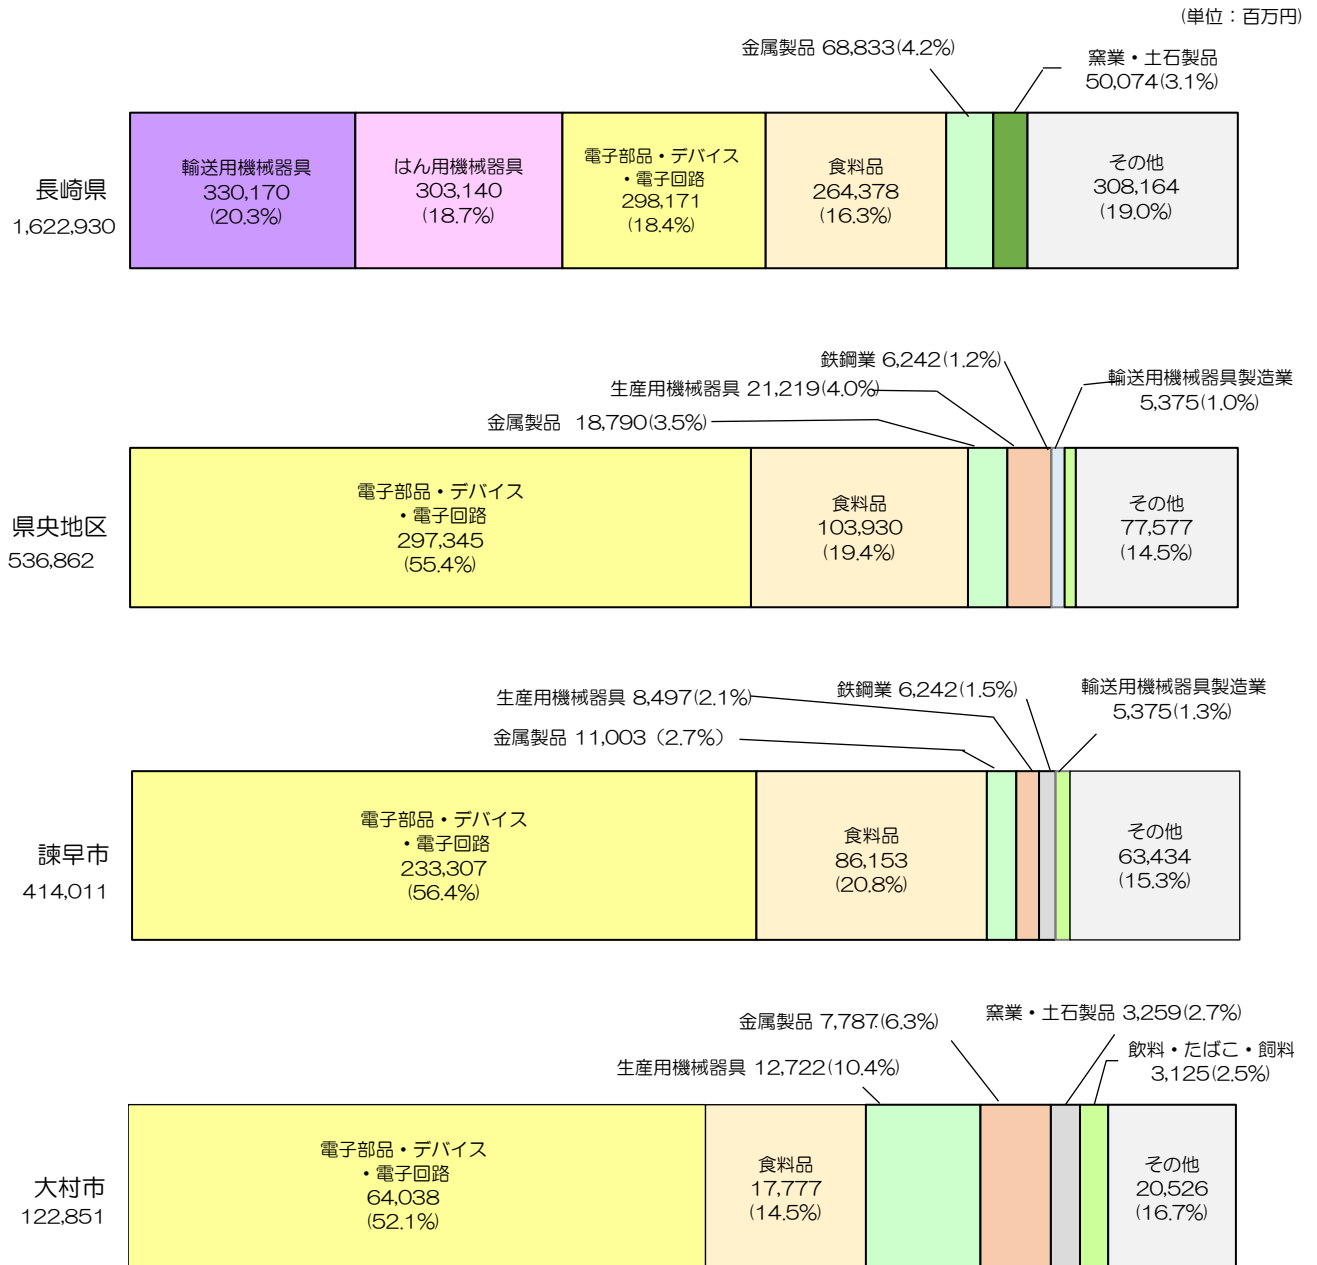 (単位：百万円)
金属製品 68,833(4.2%)
窯業・土石製品
50,074(3.1%)
長崎県
1,622,930
輸送用機械器具
330,170
(20.3%)
はん用機械器具
303,140
(18.7%)
電子部品・デバイス
・電子回路
298,171
(18.4%)
食料品
264,378
(16.3%)
その他
308,164
(19.0%)
鉄鋼業 6,242(1.2%)
輸送用機械器具製造業
5,375(1.0%)
生産用機械器具 21,219(4.0%)
金属製品 18,790(3.5%)
県央地区
536,862
電子部品・デバイス
・電子回路
297,345
(55.4%)
食料品
103,930
(19.4%)
その他
77,577
(14.5%)
生産用機械器具 8,497(2.1%)
鉄鋼業 6,242(1.5%)
輸送用機械器具製造業
5,375(1.3%)
金属製品 11,003（2.7%）
諫早市
414,011
電子部品・デバイス
・電子回路
233,307
(56.4%)
食料品
86,153
(20.8%)
その他
63,434
(15.3%)
金属製品 7,787.(6.3%)
窯業・土石製品 3,259(2.7%)
飲料・たばこ・飼料
3,125(2.5%)
生産用機械器具 12,722(10.4%)
大村市
122,851
電子部品・デバイス
・電子回路
64,038
(52.1%)
食料品
17,777
(14.5%)
その他
20,526
(16.7%)